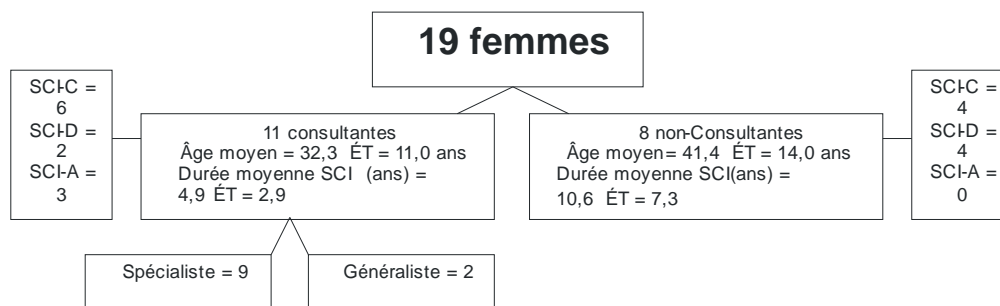 19 femmes
SCI-C =
6
SCI-D =
2
SCI-A =
3
11 consultantes
Âge moyen = 32,3 ÉT = 11,0 ans
Durée moyenne SCI (ans) =
4,9 ÉT = 2,9
8 non-Consultantes
Âge moyen= 41,4 ÉT = 14,0 ans
Durée moyenne SCI(ans) =
10,6 ÉT = 7,3
SCI-C =
4
SCI-D =
4
SCI-A =
0
Spécialiste = 9
Généraliste = 2